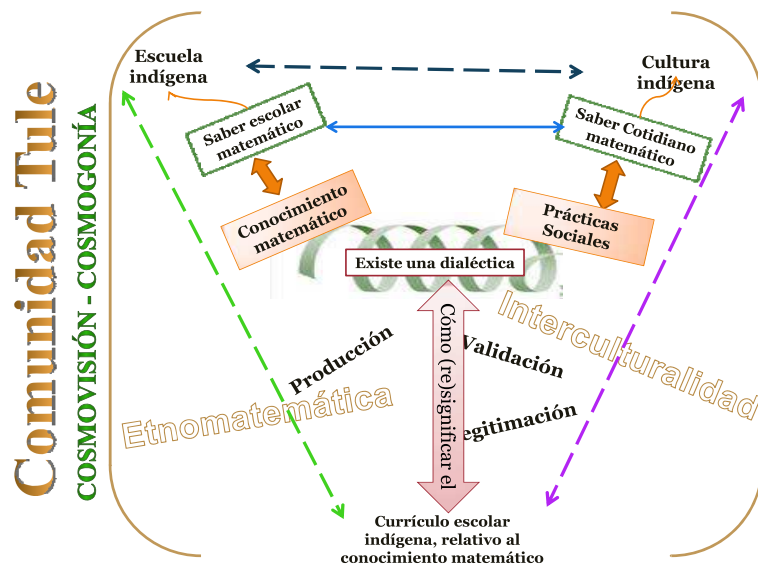 Comunidad Tule
COSMOVISIÓN - COSMOGONÍA
Escuela
indígena
Cultura
indígena
Saber escolar
matemático
Saber Cotidiano
matemático
Conocimiento
matemático
Prácticas
Sociales
Existe una dialéctica
Cómo (re)significar el
Producción
Validación
egitimación
Etnomatemática
Interculturalidad
Currículo escolar
indígena, relativo al
conocimiento matemático